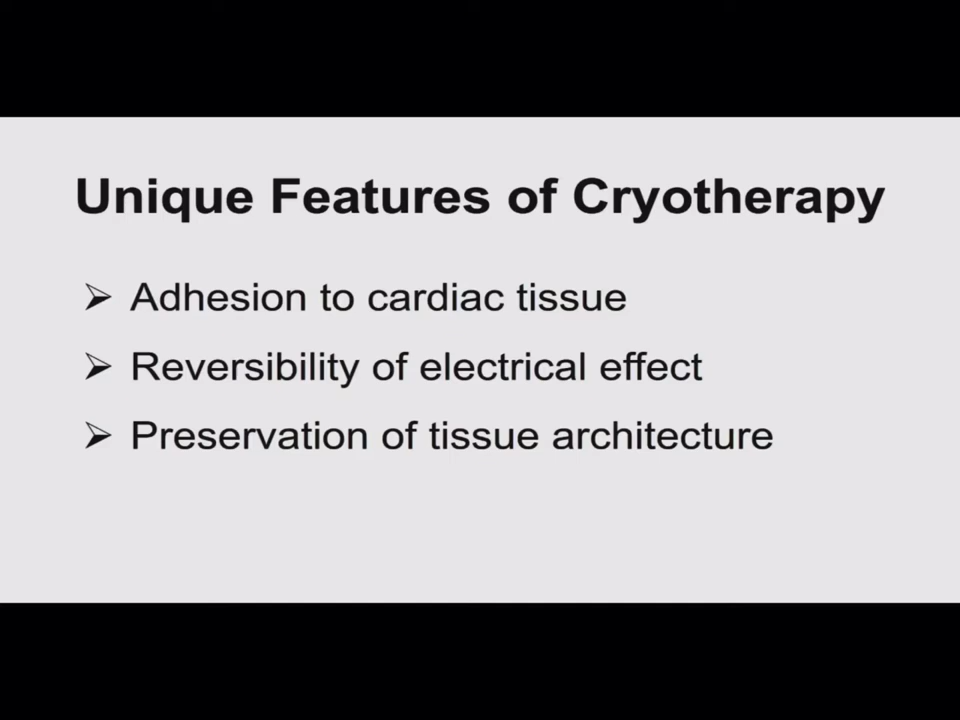 Unique Features of Cryotherapy
➢ Adhesion to cardiac tissue
➢ Reversibility of electrical effect
➢ Preservation of tissue architecture